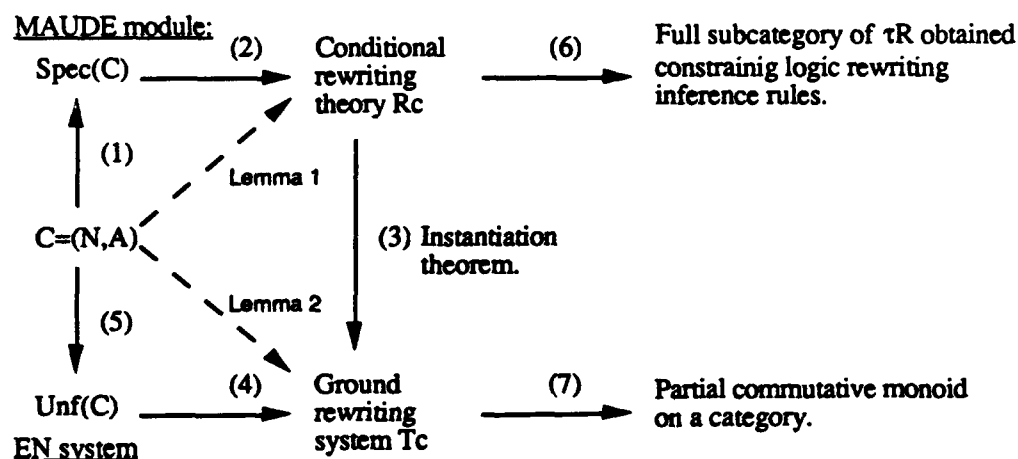 MAUDE module:
Spec(C)
(2)
Conditional
rewriting
theory Rc
(6)
Full subcategory of τR obtained
constrainig logic rewriting
inference rules.
(1)
Lemma 1
C=(N,A)
(3) Instantiation
theorem.
Lemma 2
(5)
Unf(C)
EN system
(4)
Ground
rewriting
system Tc
(7)
Partial commutative monoid
on a category.